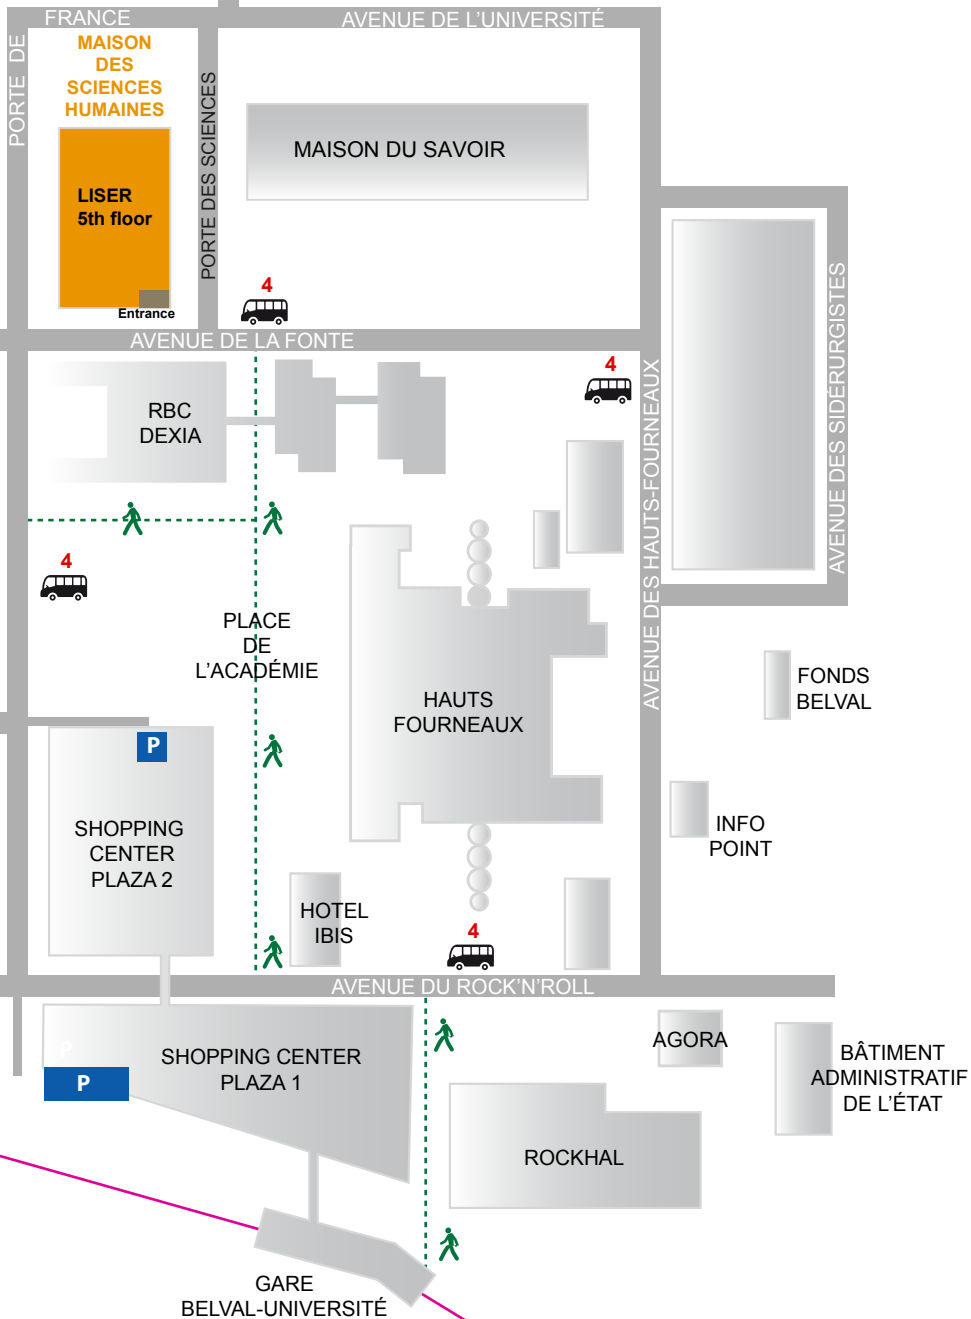 FRANCE
AVENUE DE L'UNIVERSITÉ
PORTE DE
MAISON
DES
SCIENCES
HUMAINES
PORTE DES SCIENCES
MAISON DU SAVOIR
LISER
5th floor
Entrance
4
AVENUE DE LA FONTE
4
AVENUE DES HAUTS-FOURNEAUX
AVENUE DES SIDÉRURGISTES
RBC
DEXIA
4
PLACE
DE
L'ACADÉMIE
HAUTS
FOURNEAUX
FONDS
BELVAL
P
SHOPPING
CENTER
PLAZA 2
INFO
POINT
HOTEL
IBIS
4
AVENUE DU ROCK'N'ROLL
P
P
SHOPPING CENTER
PLAZA 1
AGORA
BÂTIMENT
ADMINISTRATIF
DE L'ÉTAT
ROCKHAL
GARE
BELVAL-UNIVERSITÉ